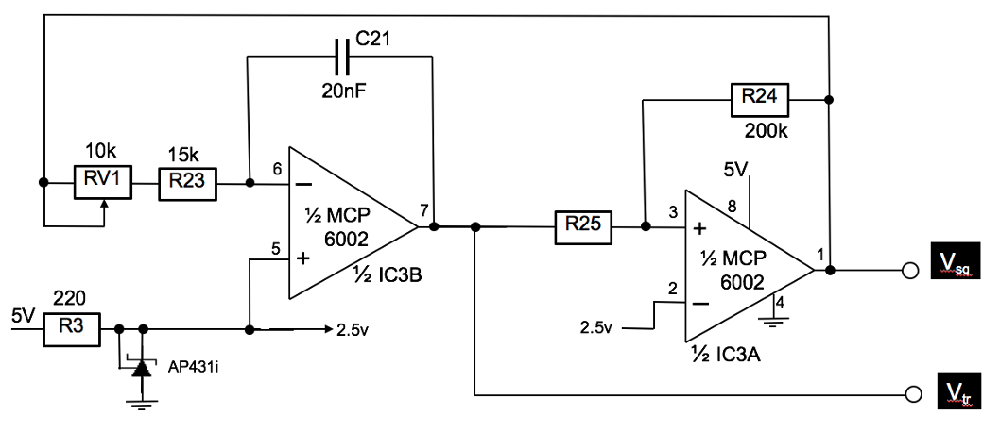 C21
20nF
10k
RV1
15k
R23
6
−
½ MCP
6002
7
5
+
½ IC3B
R24
200k
5V
8
R25
3
+
½ MCP
6002
1
2
−
4
2.5v
½ IC3A
Vsq
220
5V
R3
2.5v
AP431i
Vtr